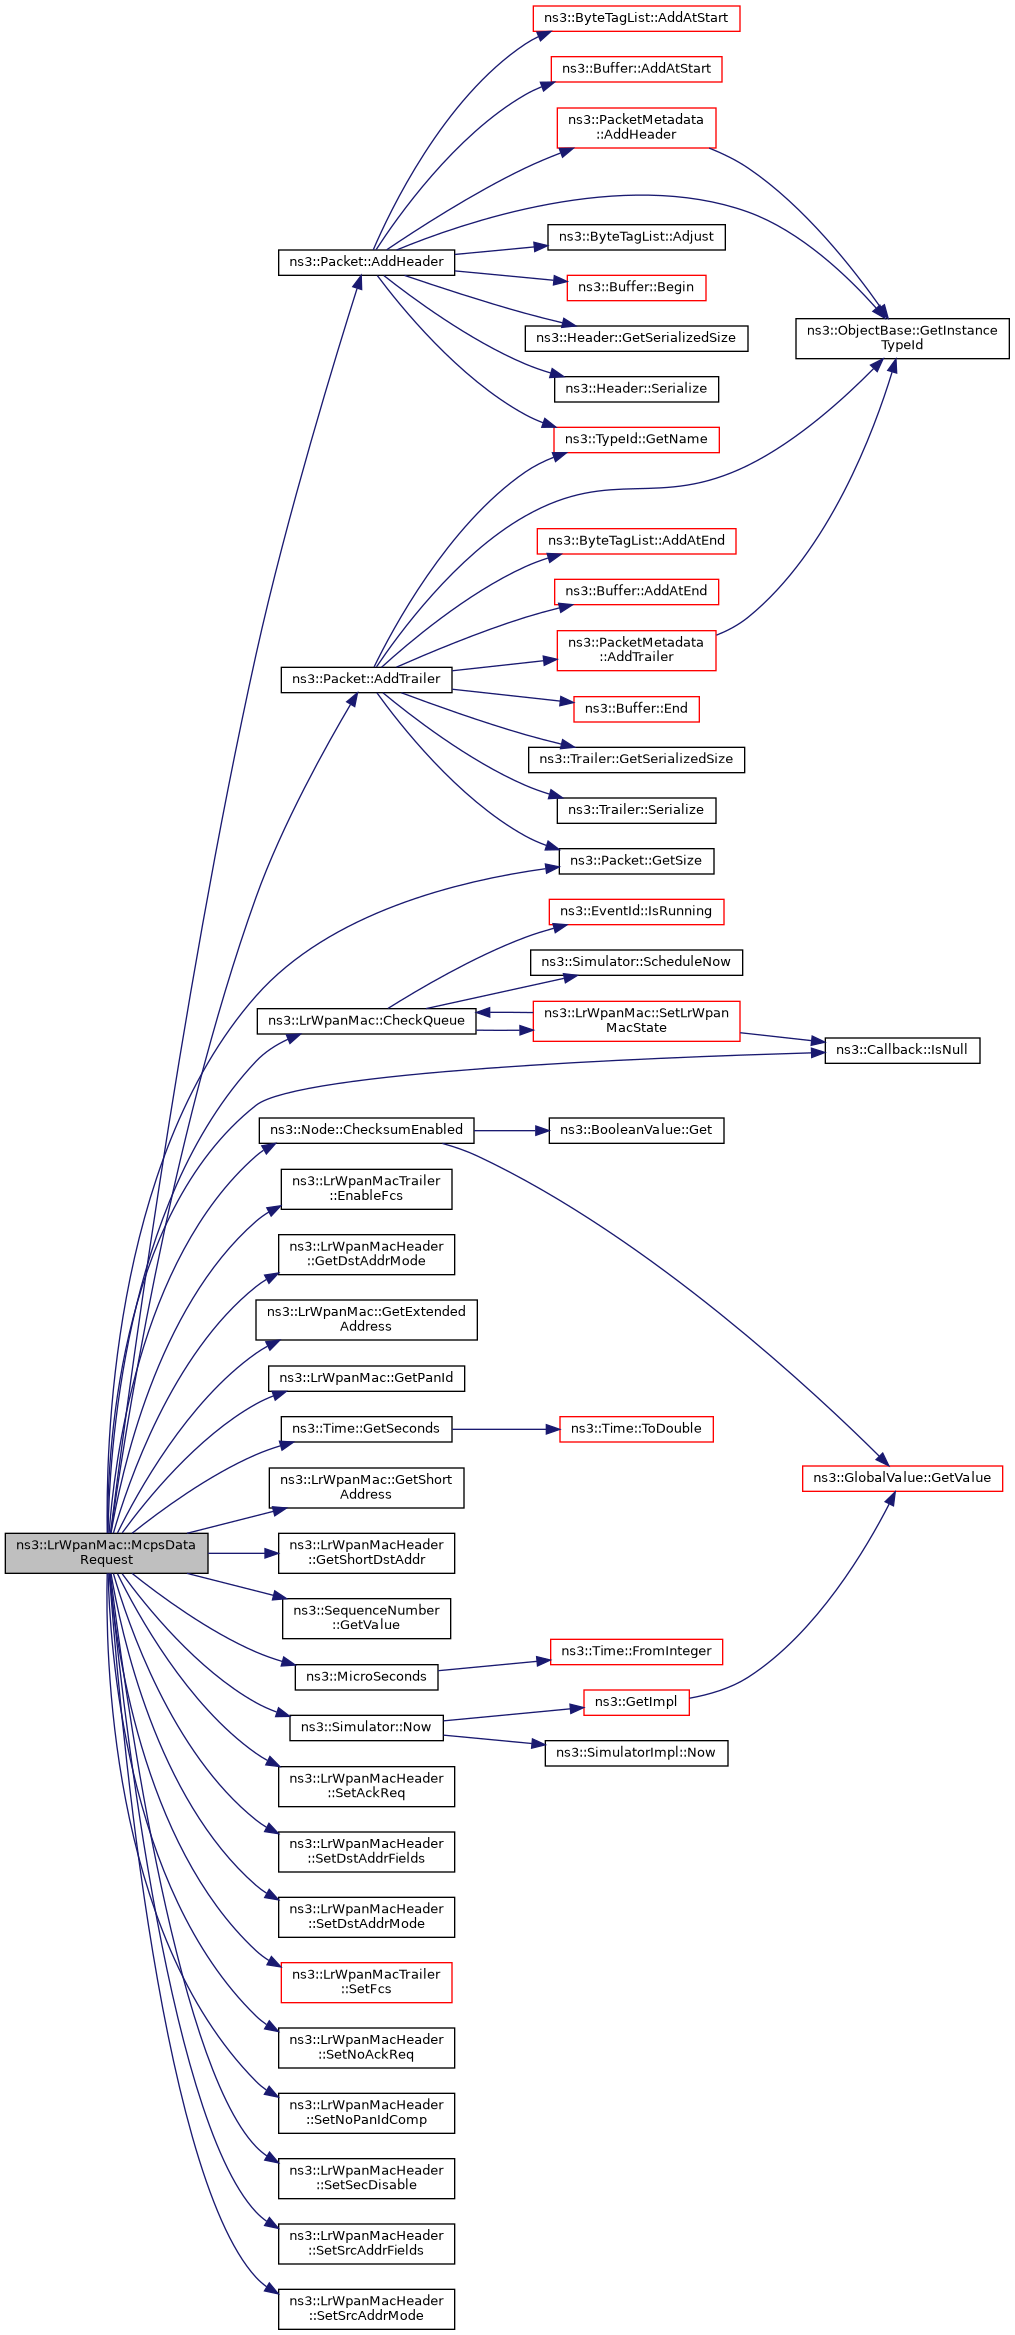 ns3::ByteTagList::AddAtStart
ns3::Buffer::AddAtStart
ns3::PacketMetadata
::AddHeader
ns3::ByteTagList::Adjust
ns3::Packet::AddHeader
ns3::Buffer::Begin
ns3::Header::GetSerializedSize
ns3::ObjectBase::GetInstance
TypeId
ns3::Header::Serialize
ns3::TypeId::GetName
ns3::ByteTagList::AddAtEnd
ns3::Buffer::AddAtEnd
ns3::PacketMetadata
::AddTrailer
ns3::Packet::AddTrailer
ns3::Buffer::End
ns3::Trailer::GetSerializedSize
ns3::Trailer::Serialize
ns3::Packet::GetSize
ns3::EventId::IsRunning
ns3::Simulator::ScheduleNow
ns3::LrWpanMac::CheckQueue
ns3::LrWpanMac::SetLrWpan
MacState
ns3::Callback::IsNull
ns3::Node::ChecksumEnabled
ns3::BooleanValue::Get
ns3::LrWpanMacTrailer
::EnableFcs
ns3::LrWpanMacHeader
::GetDstAddrMode
ns3::LrWpanMac::GetExtended
Address
ns3::LrWpanMac::GetPanId
ns3::Time::GetSeconds
ns3::Time::ToDouble
ns3::GlobalValue::GetValue
ns3::LrWpanMac::GetShort
Address
ns3::LrWpanMac::McpsData
Request
ns3::LrWpanMacHeader
::GetShortDstAddr
ns3::SequenceNumber
::GetValue
ns3::MicroSeconds
ns3::Time::FromInteger
ns3::Simulator::Now
ns3::GetImpl
ns3::SimulatorImpl::Now
ns3::LrWpanMacHeader
::SetAckReq
ns3::LrWpanMacHeader
::SetDstAddrFields
ns3::LrWpanMacHeader
::SetDstAddrMode
ns3::LrWpanMacTrailer
::SetFcs
ns3::LrWpanMacHeader
::SetNoAckReq
ns3::LrWpanMacHeader
::SetNoPanIdComp
ns3::LrWpanMacHeader
::SetSecDisable
ns3::LrWpanMacHeader
::SetSrcAddrFields
ns3::LrWpanMacHeader
::SetSrcAddrMode